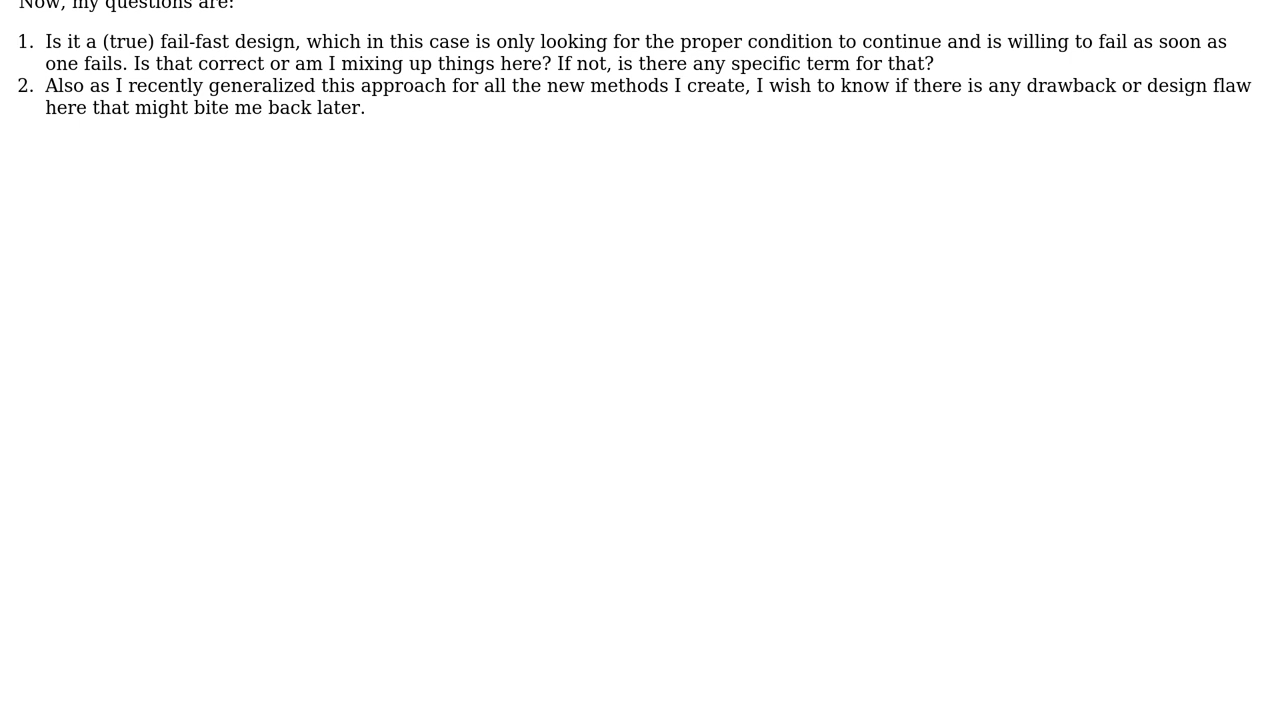 Now, my questions are:
1. Is it a (true) fail-fast design, which in this case is only looking for the proper condition to continue and is willing to fail as soon as
one fails. Is that correct or am I mixing up things here? If not, is there any specific term for that?
2. Also as I recently generalized this approach for all the new methods I create, I wish to know if there is any drawback or design flaw
here that might bite me back later.